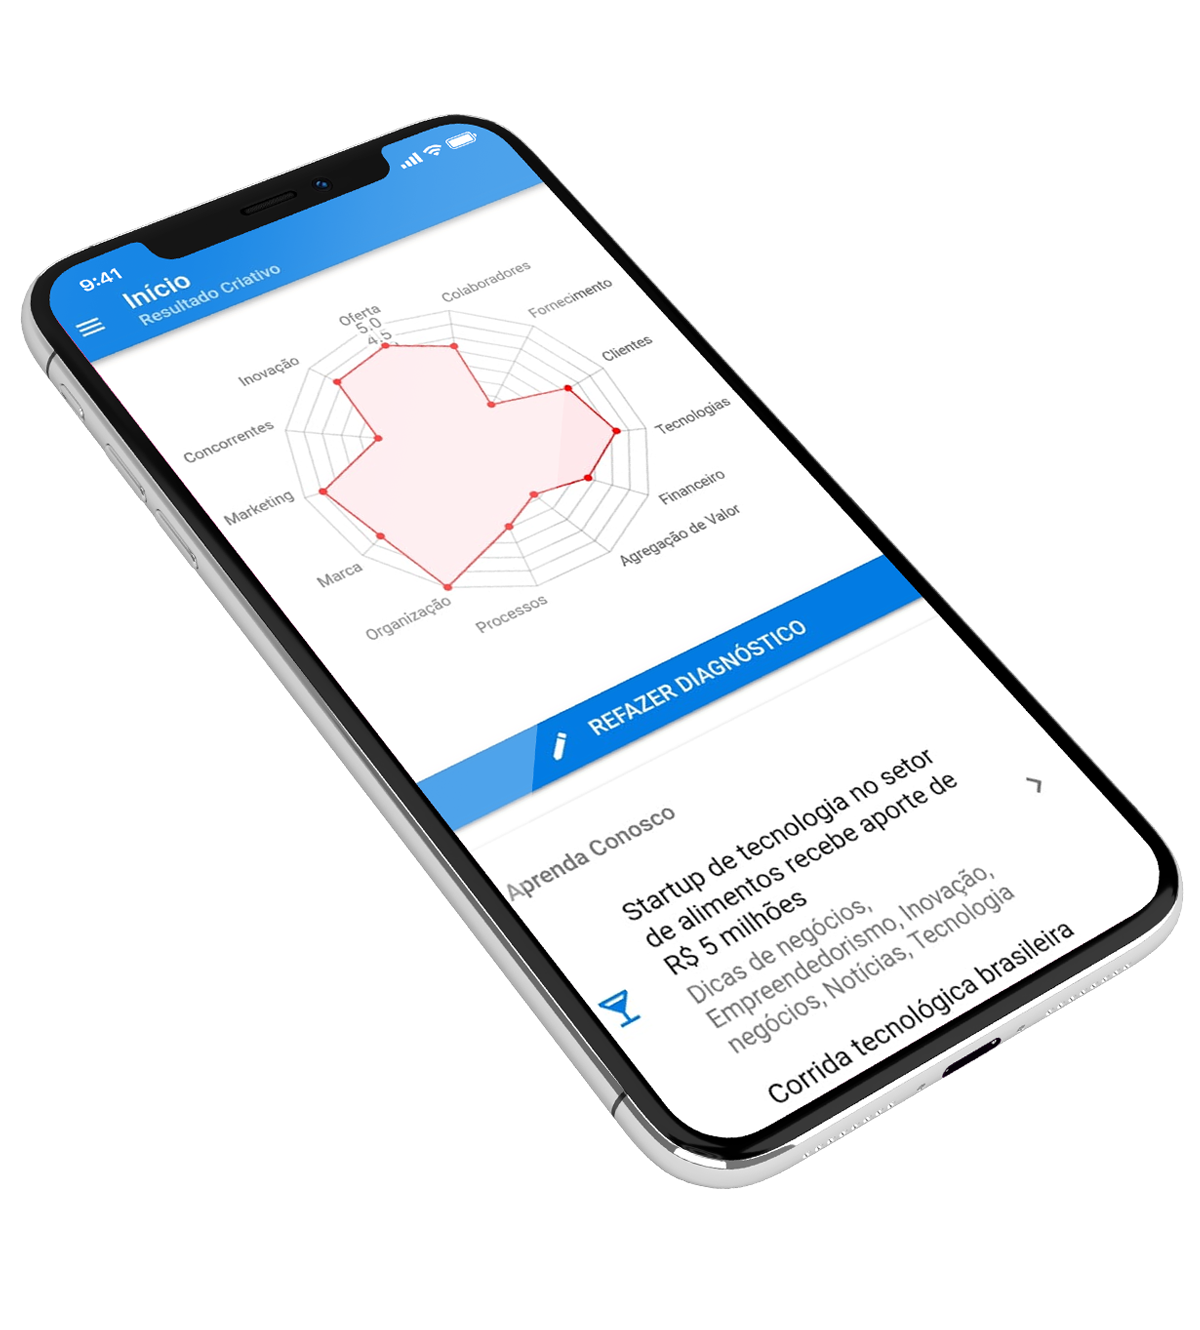 9:41
Início
Resultado Criativo
Oferta
5.0
4.5
Colaboradores
Fornecimento
Clientes
Tecnologias
Financeiro
Agregação de Valor
Processos
Organização
Marca
Marketing
Concorrentes
Inovação
REFAZER DIAGNÓSTICO
Aprenda Conosco
Startup de tecnologia no setor
de alimentos recebe aporte de
R$ 5 milhões
Dicas de negócios,
Empreendedorismo, Inovação,
negócios, Notícias, Tecnologia
Corrida tecnológica brasileira